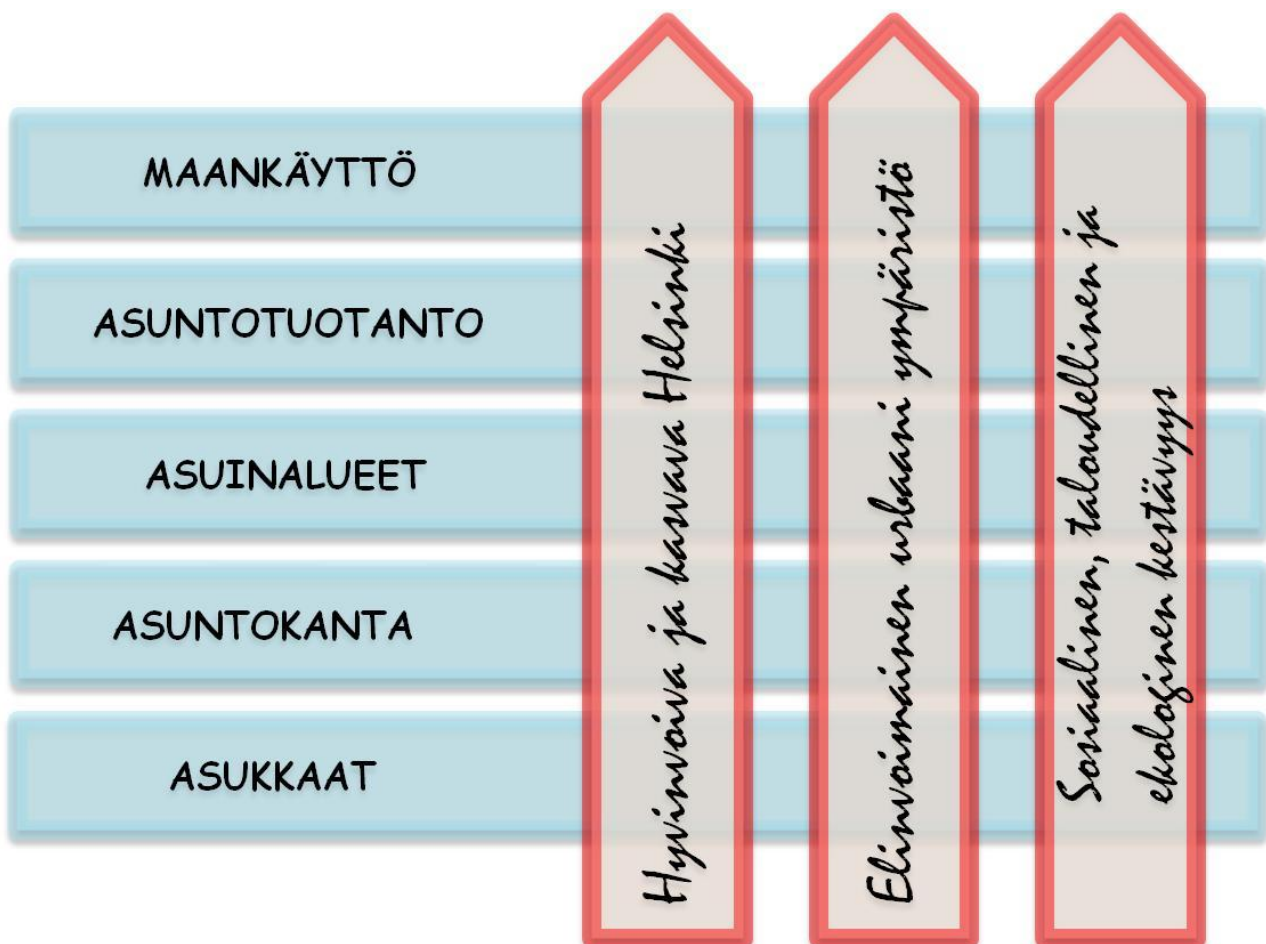 MAANKÄYTTÖ
ASUNTOTUOTANTO
ASUINALUEET
ASUNTOKANTA
ASUKKAAT
Hyvinvoiva ja kasvava Helsinki
Elinvoimainen urbaani ympäristö
Sosiaalinen, taloudellinen ja
ekologinen kestävyys